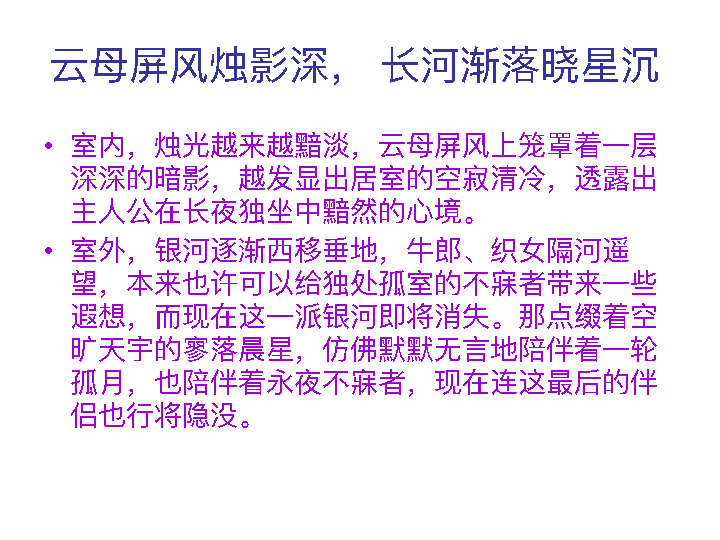 云母屏风烛影深， 长河渐落晓星沉
• 室内，烛光越来越黯淡，云母屏风上笼罩着一层
深深的暗影，越发显出居室的空寂清冷，透露出
主人公在长夜独坐中黯然的心境。
• 室外，银河逐渐西移垂地，牛郎、织女隔河遥
望，本来也许可以给独处孤室的不寐者带来一些
遐想，而现在这一派银河即将消失。那点缀着空
旷天宇的寥落晨星，仿佛默默无言地陪伴着一轮
孤月，也陪伴着永夜不寐者，现在连这最后的伴
侣也行将隐没。